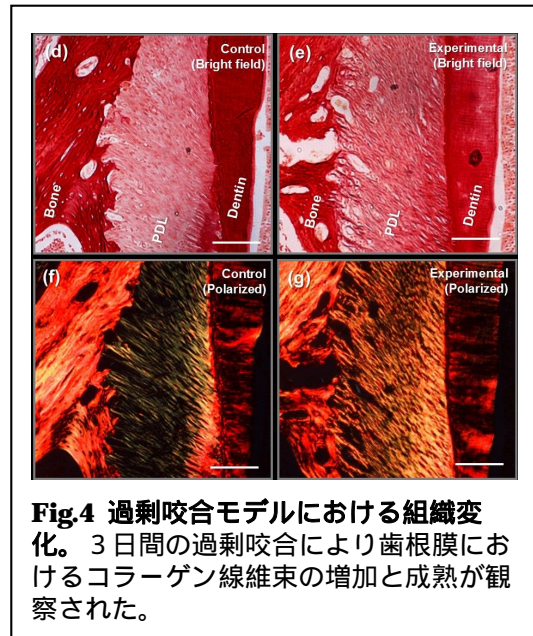 (d) Control
(Bright field)
(e) Experimental
(Bright field)
Bone
PDL
Dentin
Bone
PDL
Dentin
(f) Control
(Polarized)
(g) Experimental
(Polarized)
Fig.4 過剰咬合モデルにおける組織変
化。３日間の過剰咬合により歯根膜にお
けるコラーゲン線維束の増加と成熟が観
察された。